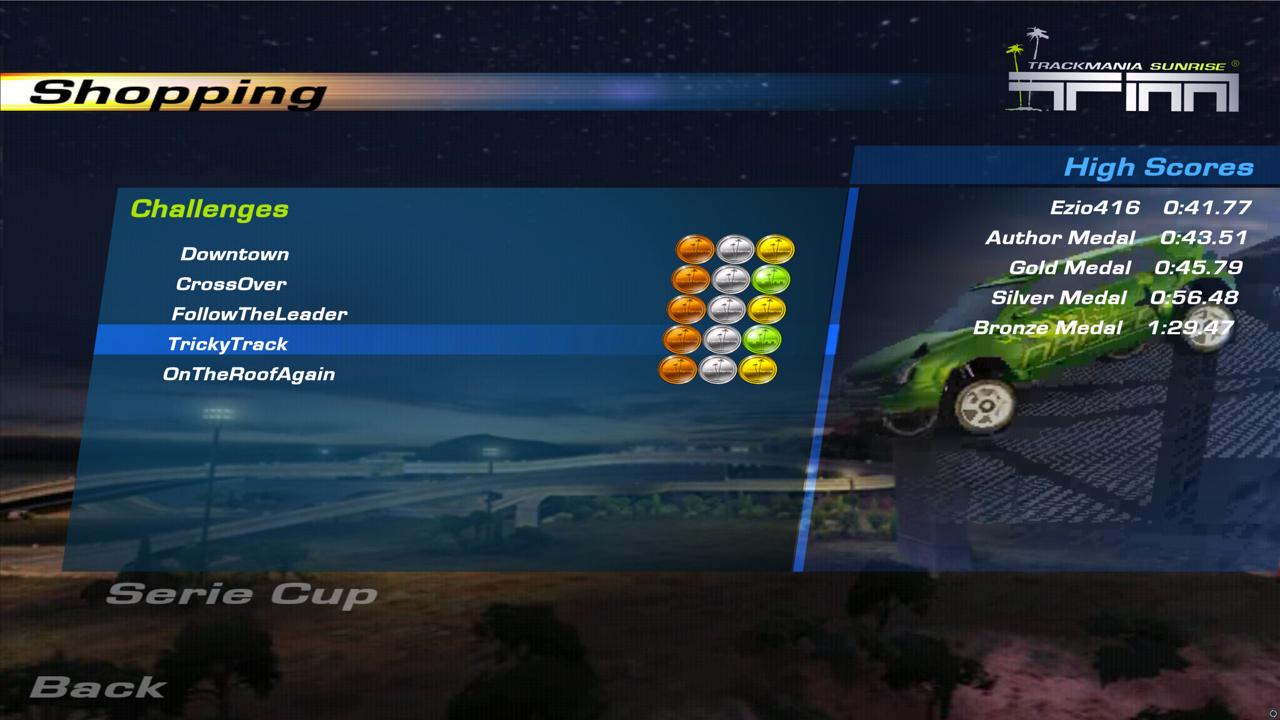 Shopping
TRACKMANIA SUNRISE ®
TM
High Scores
Ezio416 0:41.77
Author Medal 0:43.51
Gold Medal 0:45.79
Silver Medal 0:56.48
Bronze Medal 1:29.47
Challenges
Downtown
CrossOver
FollowTheLeader
TrickyTrack
OnTheRoofAgain
Serie Cup
Back